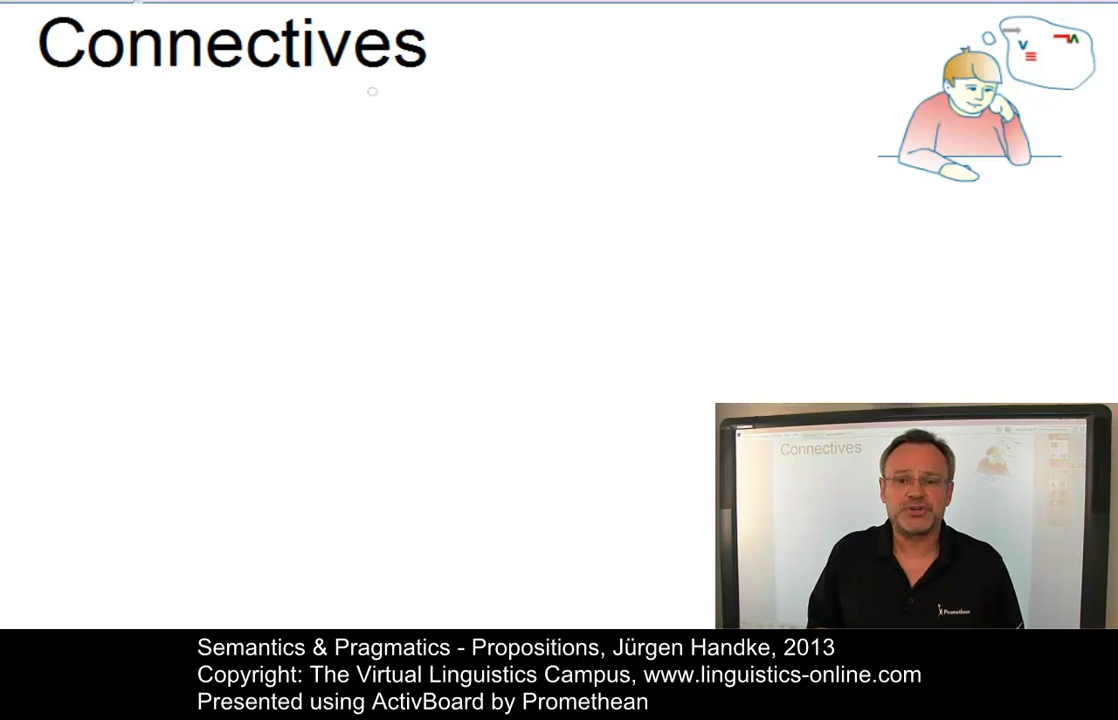 Connectives
v
≡
¬
^
Connectives
Promethean
Semantics & Pragmatics - Propositions, Jürgen Handke, 2013
Copyright: The Virtual Linguistics Campus, www.linguistics-online.com
Presented using ActivBoard by Promethean